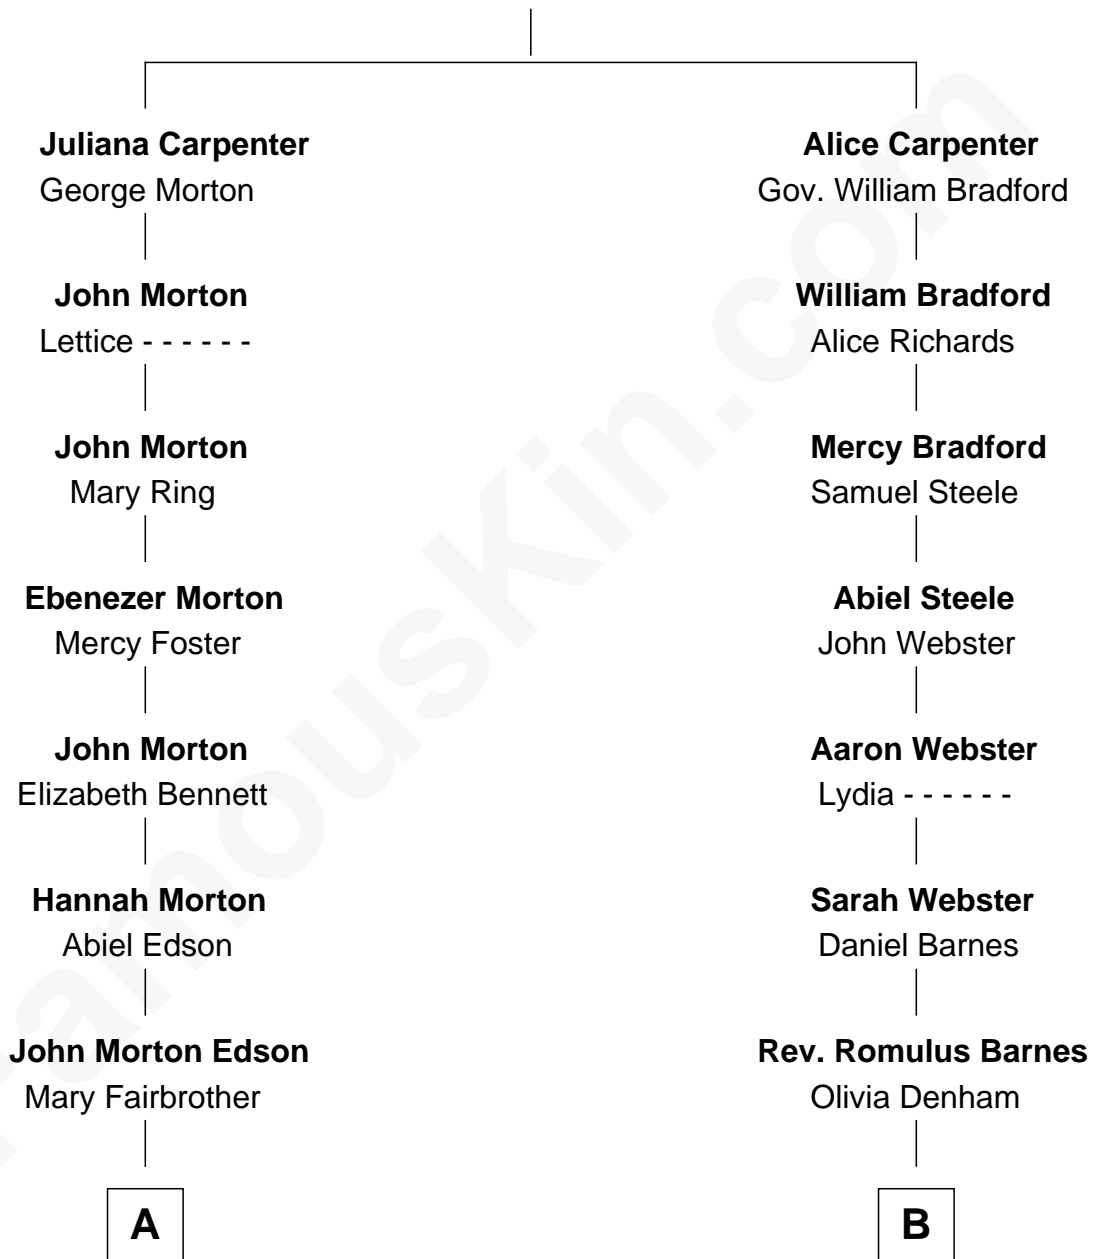 Juliana Carpenter
George Morton
Alice Carpenter
Gov. William Bradford
John Morton
Lettice - - - - - -
William Bradford
Alice Richards
John Morton
Mary Ring
Mercy Bradford
Samuel Steele
Ebenezer Morton
Mercy Foster
Abiel Steele
John Webster
John Morton
Elizabeth Bennett
Aaron Webster
Lydia - - - - - -
Hannah Morton
Abiel Edson
Sarah Webster
Daniel Barnes
John Morton Edson
Mary Fairbrother
Rev. Romulus Barnes
Olivia Denham
A
B
FamousKin.com